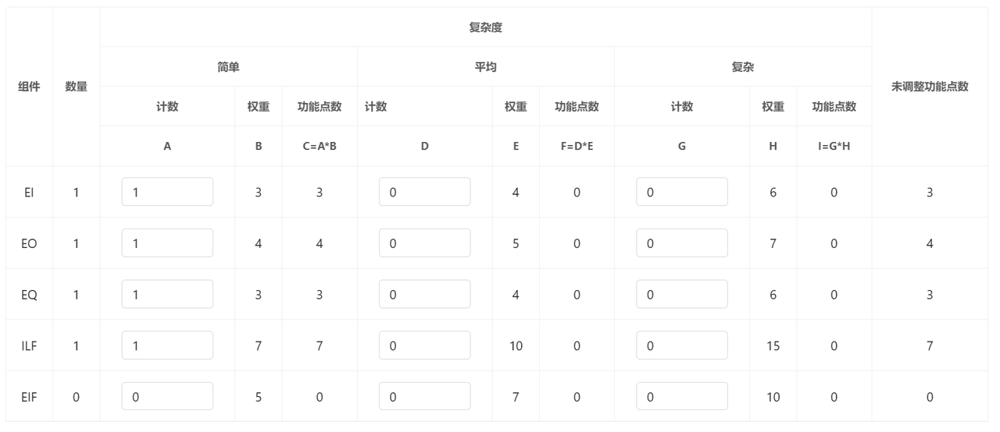 复杂度
简单 平均 复杂
组件 数量 未调整功能点数
计数 权重 功能点数 计数 权重 功能点数 计数 权重 功能点数
A B C=A*B D E F=D*E G H I=G*H
EI 1 1 3 3 0 4 0 0 6 0 3
EO 1 1 4 4 0 5 0 0 7 0 4
EQ 1 1 3 3 0 4 0 0 6 0 3
ILF 1 1 7 7 0 10 0 0 15 0 7
EIF 0 0 5 0 0 7 0 0 10 0 0